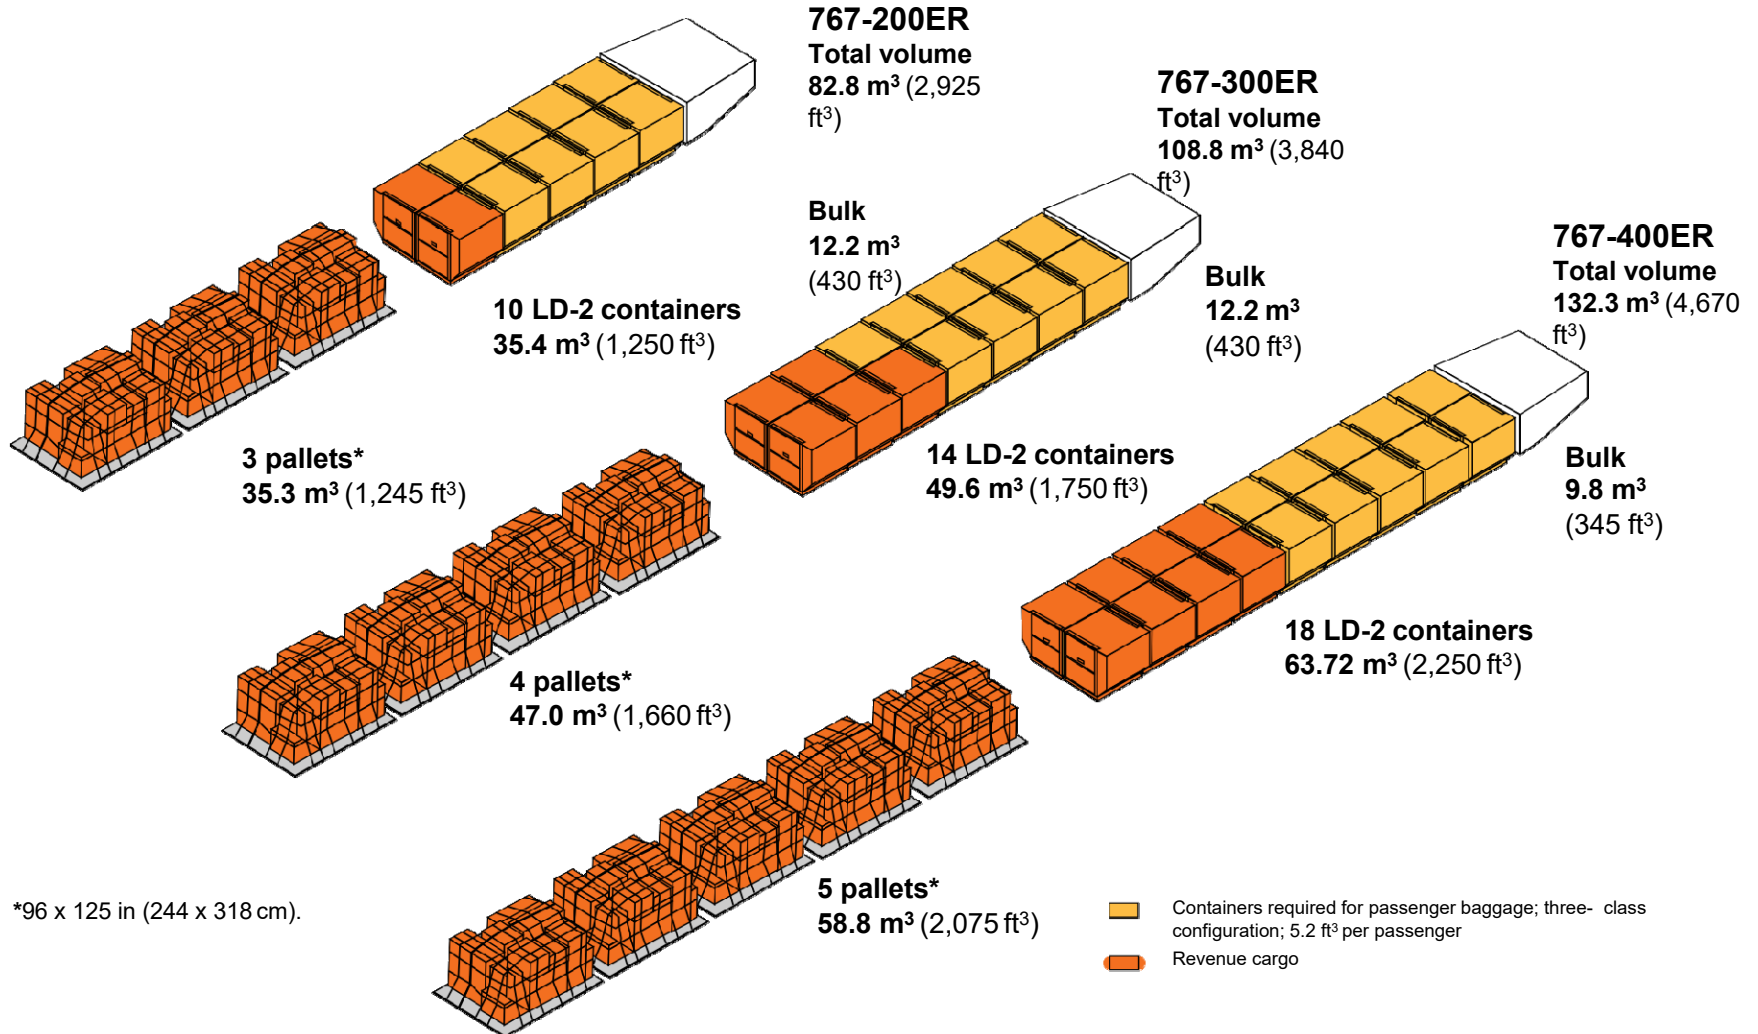 767-200ER
Total volume
82.8 m³ (2,925
ft³)
767-300ER
Total volume
108.8 m³ (3,840
ft³)
Bulk
12.2 m³
(430 ft³)
767-400ER
Total volume
132.3 m³ (4,670
ft³)
Bulk
12.2 m³
(430 ft³)
10 LD-2 containers
35.4 m³ (1,250 ft³)
3 pallets*
35.3 m³ (1,245 ft³)
14 LD-2 containers
49.6 m³ (1,750 ft³)
Bulk
9.8 m³
(345 ft³)
18 LD-2 containers
63.72 m³ (2,250 ft³)
4 pallets*
47.0 m³ (1,660 ft³)
5 pallets*
58.8 m³ (2,075 ft³)
*96 x 125 in (244 x 318 cm).
Containers required for passenger baggage; three- class
configuration; 5.2 ft³ per passenger
Revenue cargo